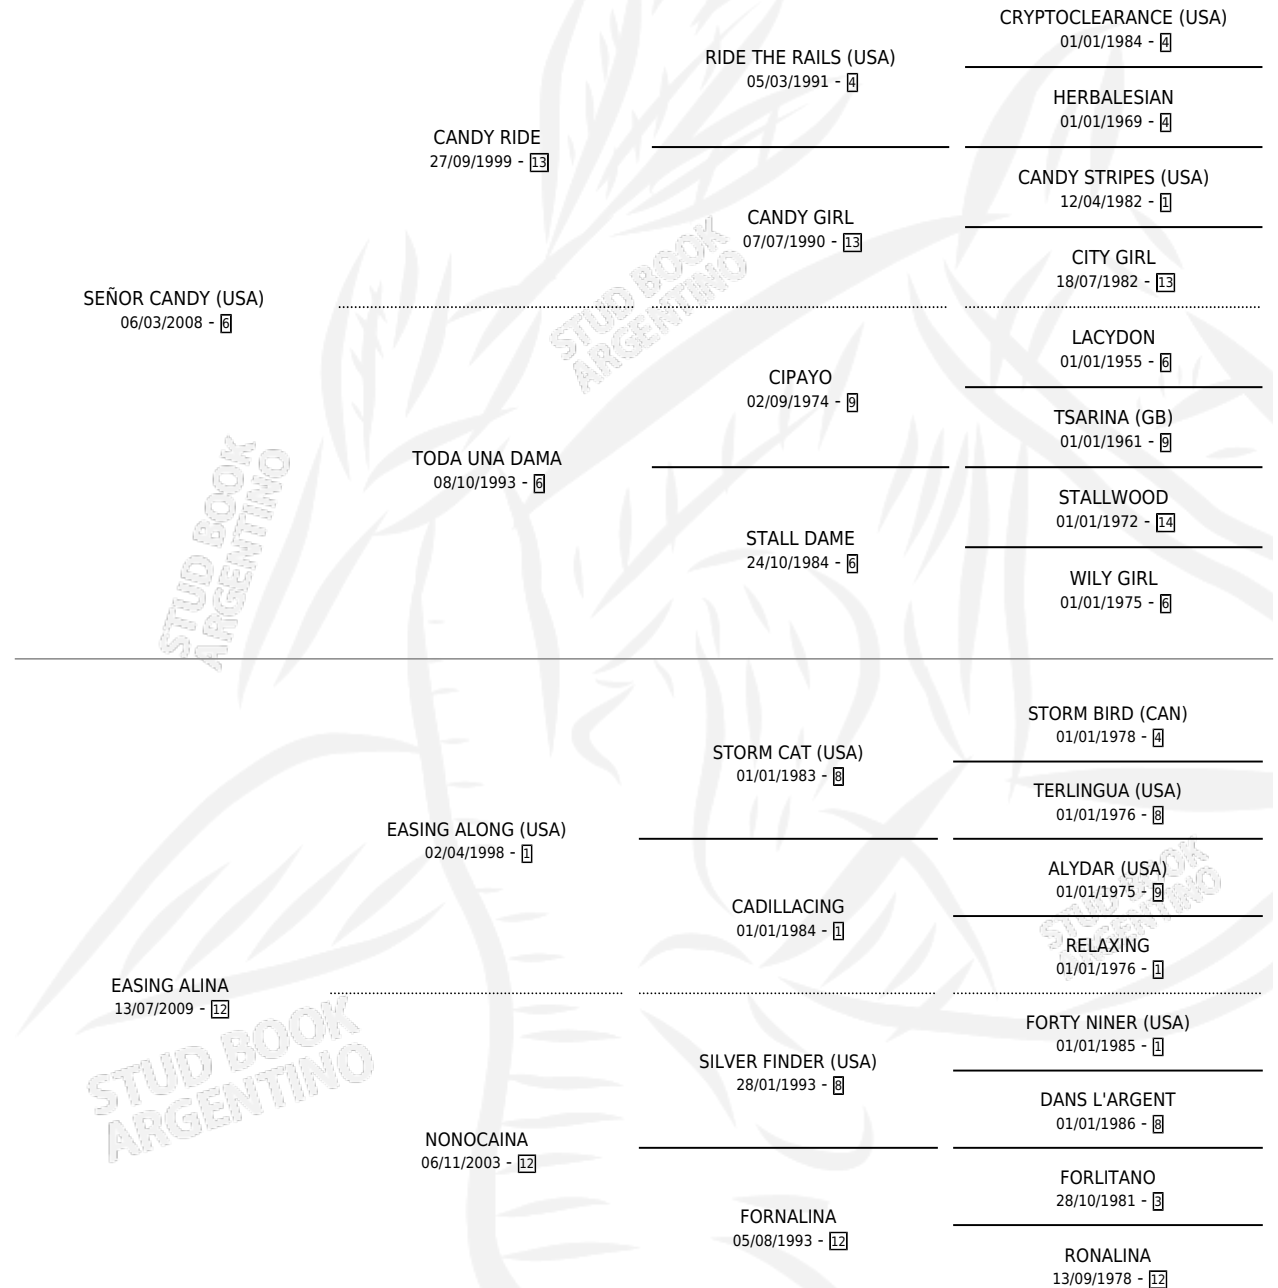 CRYPTOCLEARANCE (USA)
01/01/1984 - 4
RIDE THE RAILS (USA)
05/03/1991 - 4
HERBALESIAN
01/01/1969 - 4
CANDY RIDE
27/09/1999 - 13
CANDY STRIPES (USA)
12/04/1982 - 1
CANDY GIRL
07/07/1990 - 13
CITY GIRL
18/07/1982 - 13
SEÑOR CANDY (USA)
06/03/2008 - 6
LACYDON
01/01/1955 - 6
CIPAYO
02/09/1974 - 9
TSARINA (GB)
01/01/1961 - 9
TODA UNA DAMA
08/10/1993 - 6
STALLWOOD
01/01/1972 - 14
STALL DAME
24/10/1984 - 6
WILY GIRL
01/01/1975 - 6
STORM BIRD (CAN)
01/01/1978 - 4
STORM CAT (USA)
01/01/1983 - 8
TERLINGUA (USA)
01/01/1976 - 8
EASING ALONG (USA)
02/04/1998 - 1
ALYDAR (USA)
01/01/1975 - 9
CADILLACING
01/01/1984 - 1
RELAXING
01/01/1976 - 1
EASING ALINA
13/07/2009 - 12
FORTY NINER (USA)
01/01/1985 - 1
SILVER FINDER (USA)
28/01/1993 - 8
DANS L'ARGENT
01/01/1986 - 8
NONOCAINA
06/11/2003 - 12
FORLITANO
28/10/1981 - 3
FORNALINA
05/08/1993 - 12
RONALINA
13/09/1978 - 12
STUD BOOK
ARGENTINO
STUD BOOK
ARGENTINO
STUD BOOK
ARGENTINO
STUD BOOK
ARGENTINO